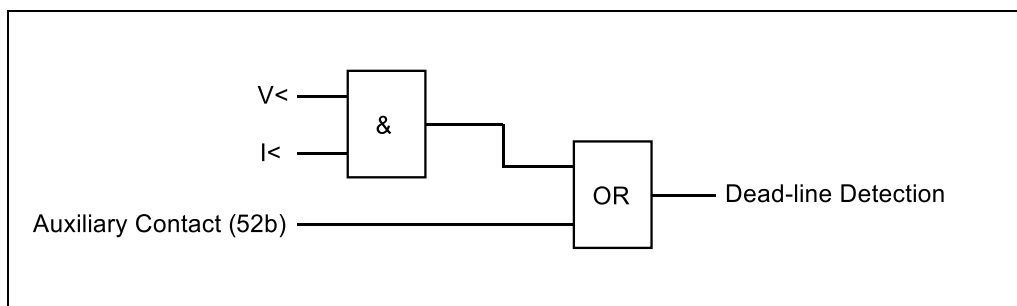 V<
&
I<
OR
Dead-line Detection
Auxiliary Contact (52b)